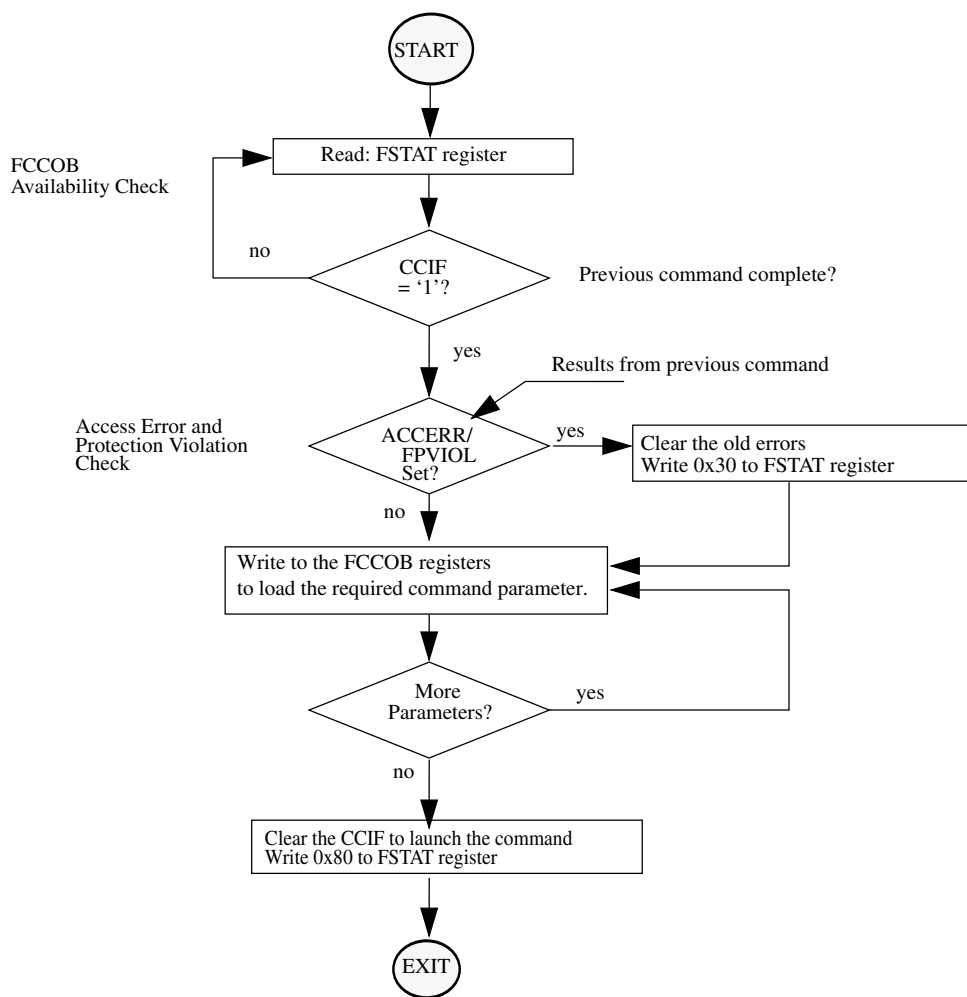 START
Read: FSTAT register
FCCOB
Availability Check
no
CCIF
= ‘1’?
Previous command complete?
yes
Results from previous command
Access Error and
Protection Violation
Check
ACCERR/
FPVIOL
Set?
yes
Clear the old errors
Write 0x30 to FSTAT register
no
Write to the FCCOB registers
to load the required command parameter.
More
Parameters?
yes
no
Clear the CCIF to launch the command
Write 0x80 to FSTAT register
EXIT